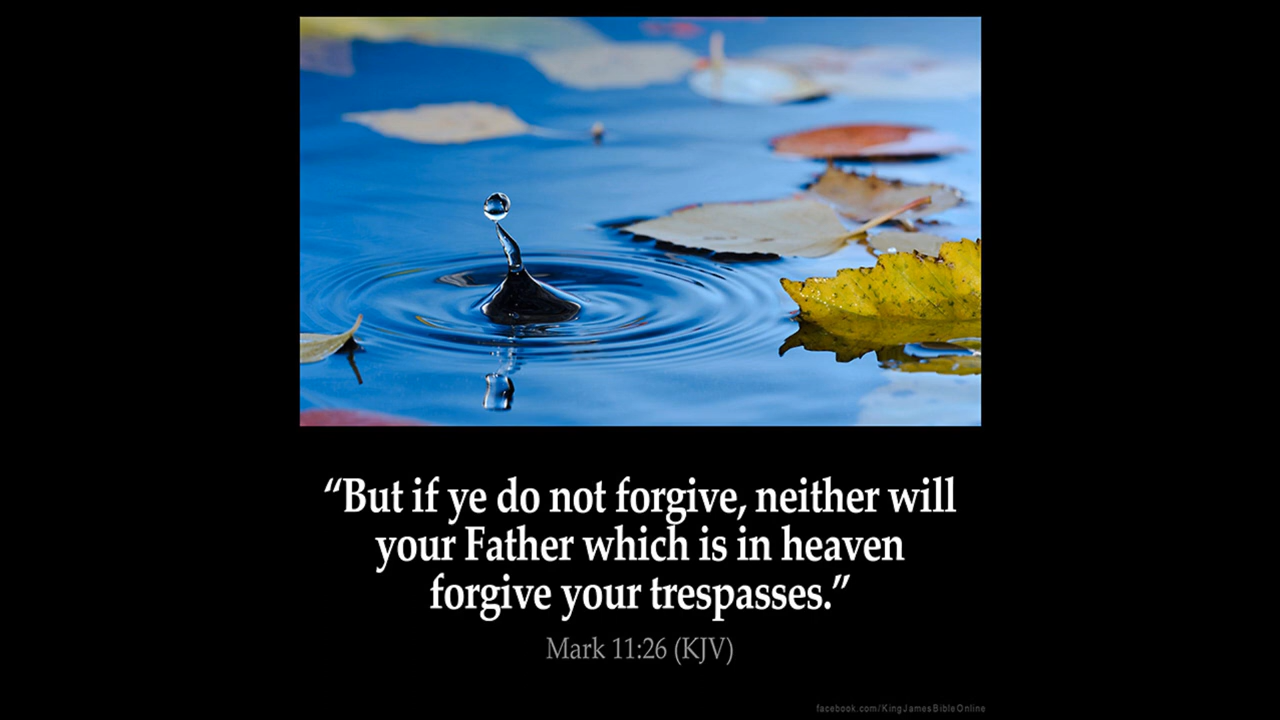 “But if ye do not forgive, neither will
your Father which is in heaven
forgive your trespasses.”
Mark 11:26 (KJV)
facebook.com/KingJamesBibleOnline